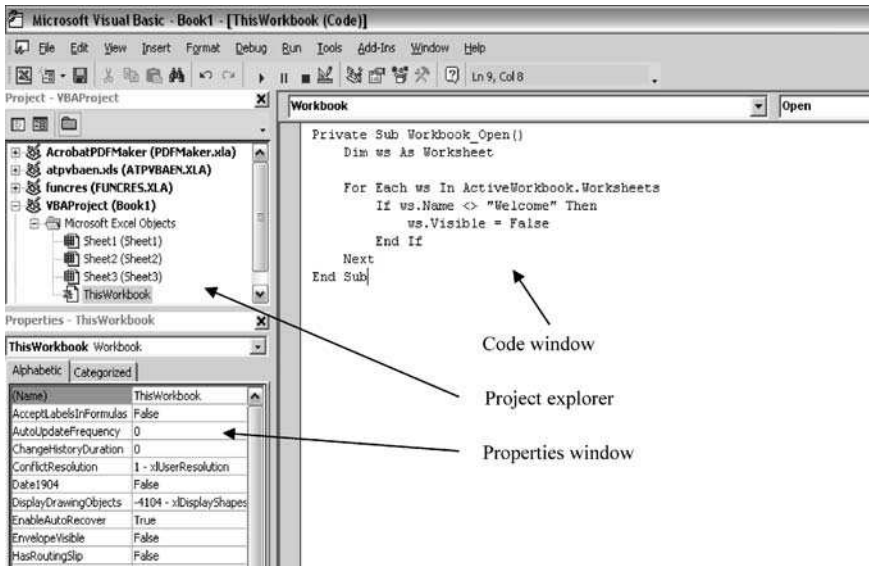 Microsoft Visual Basic - Book1 - [ThisWorkbook (Code)]
File Edit View Insert Format Debug Run Tools Add-Ins Window Help
Ln 9, Col 8
Project - VBAProject
AcrobatPDFMaker (PDFMaker.xla)
atpvbaen.xls (ATPVBAEN.XLA)
funcres (FUNCRES.XLA)
VBAProject (Book1)
Microsoft Excel Objects
Sheet1 (Sheet1)
Sheet2 (Sheet2)
Sheet3 (Sheet3)
ThisWorkbook
Properties - ThisWorkbook
ThisWorkbook Workbook
Alphabetic Categorized
(Name) ThisWorkbook
AcceptLabelsInFormulas False
AutoUpdateFrequency 0
ChangeHistoryDuration 0
ConflictResolution 1 - xlUserResolution
Date1904 False
DisplayDrawingObjects -4104 - xlDisplayShapes
EnableAutoRecover True
EnvelopeVisible False
HasRoutingSlip False
Workbook Open
Private Sub Workbook_Open()
Dim ws As Worksheet
For Each ws In ActiveWorkbook.Worksheets
If ws.Name <> "Welcome" Then
ws.Visible = False
End If
Next
End Sub
Code window
Project explorer
Properties window